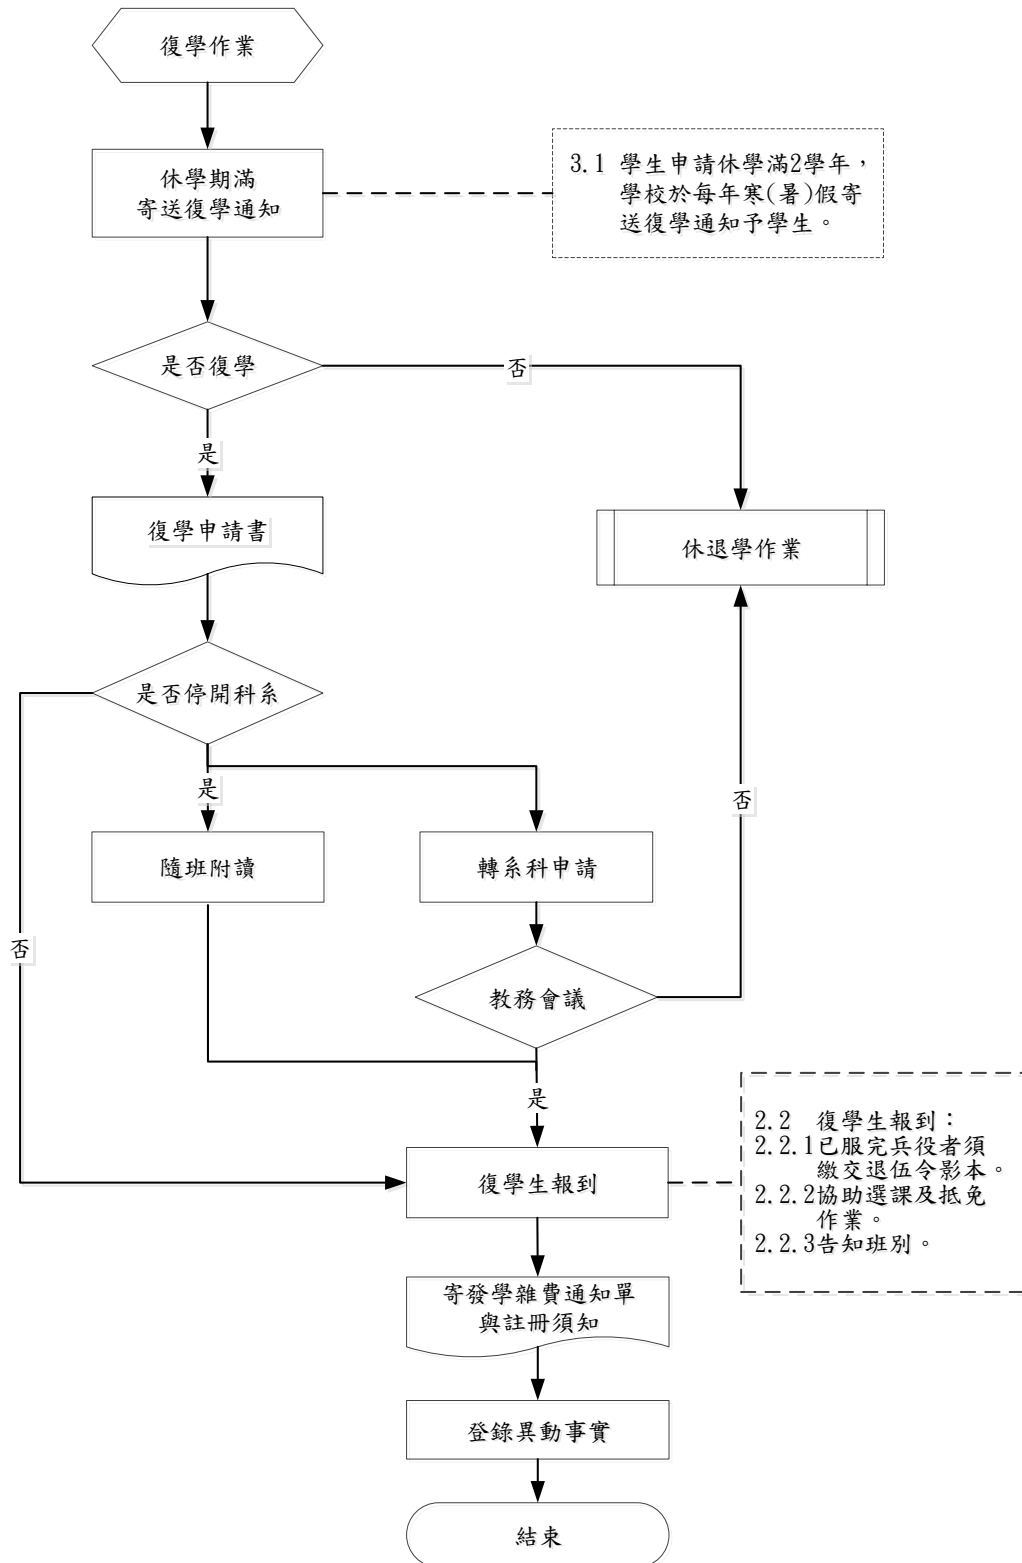 復學作業
休學期滿
寄送復學通知
3.1 學生申請休學滿2學年，
學校於每年寒(暑)假寄
送復學通知予學生。
是否復學
否
是
復學申請書
休退學作業
是否停開科系
是
否
隨班附讀
轉系科申請
否
教務會議
是
2.2 復學生報到：
2.2.1已服完兵役者須
繳交退伍令影本。
2.2.2協助選課及抵免
作業。
2.2.3告知班別。
復學生報到
寄發學雜費通知單
與註冊須知
登錄異動事實
結束